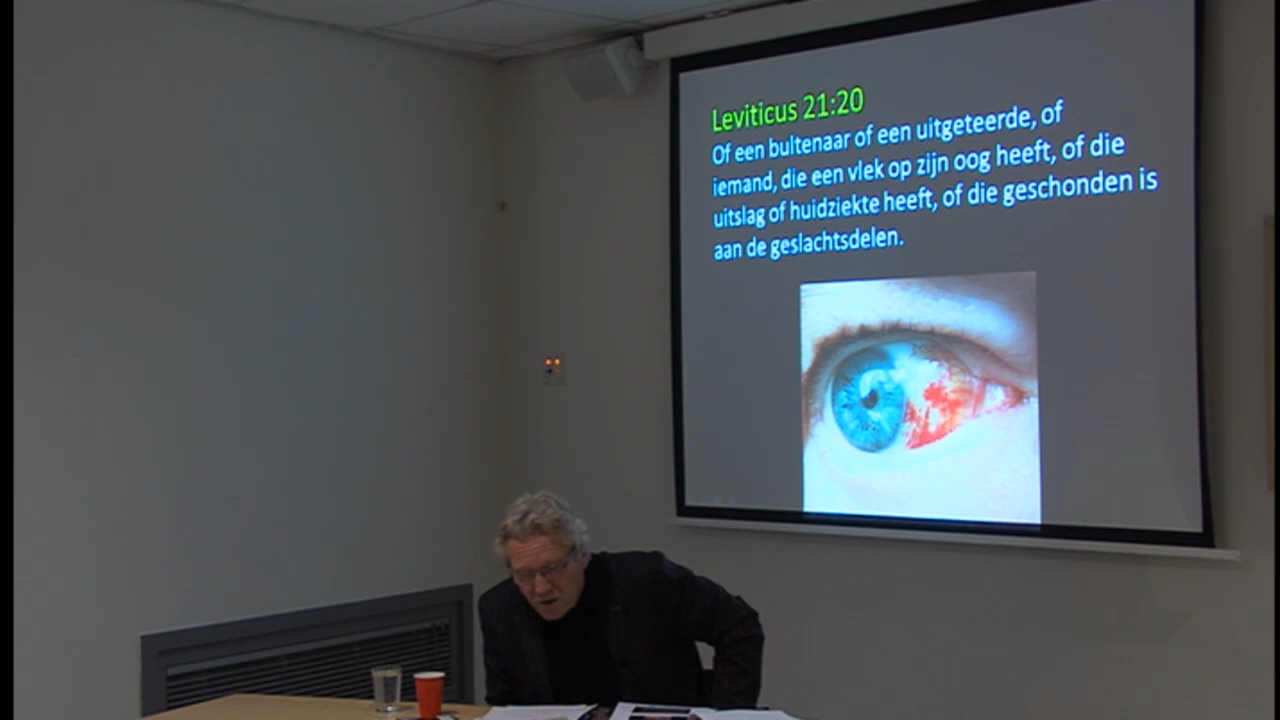 Leviticus 21:20
Of een bultenaar of een uitgeteerde, of
iemand, die een vlek op zijn oog heeft, of die
uitslag of huidziekte heeft, of die geschonden is
aan de geslachtsdelen.